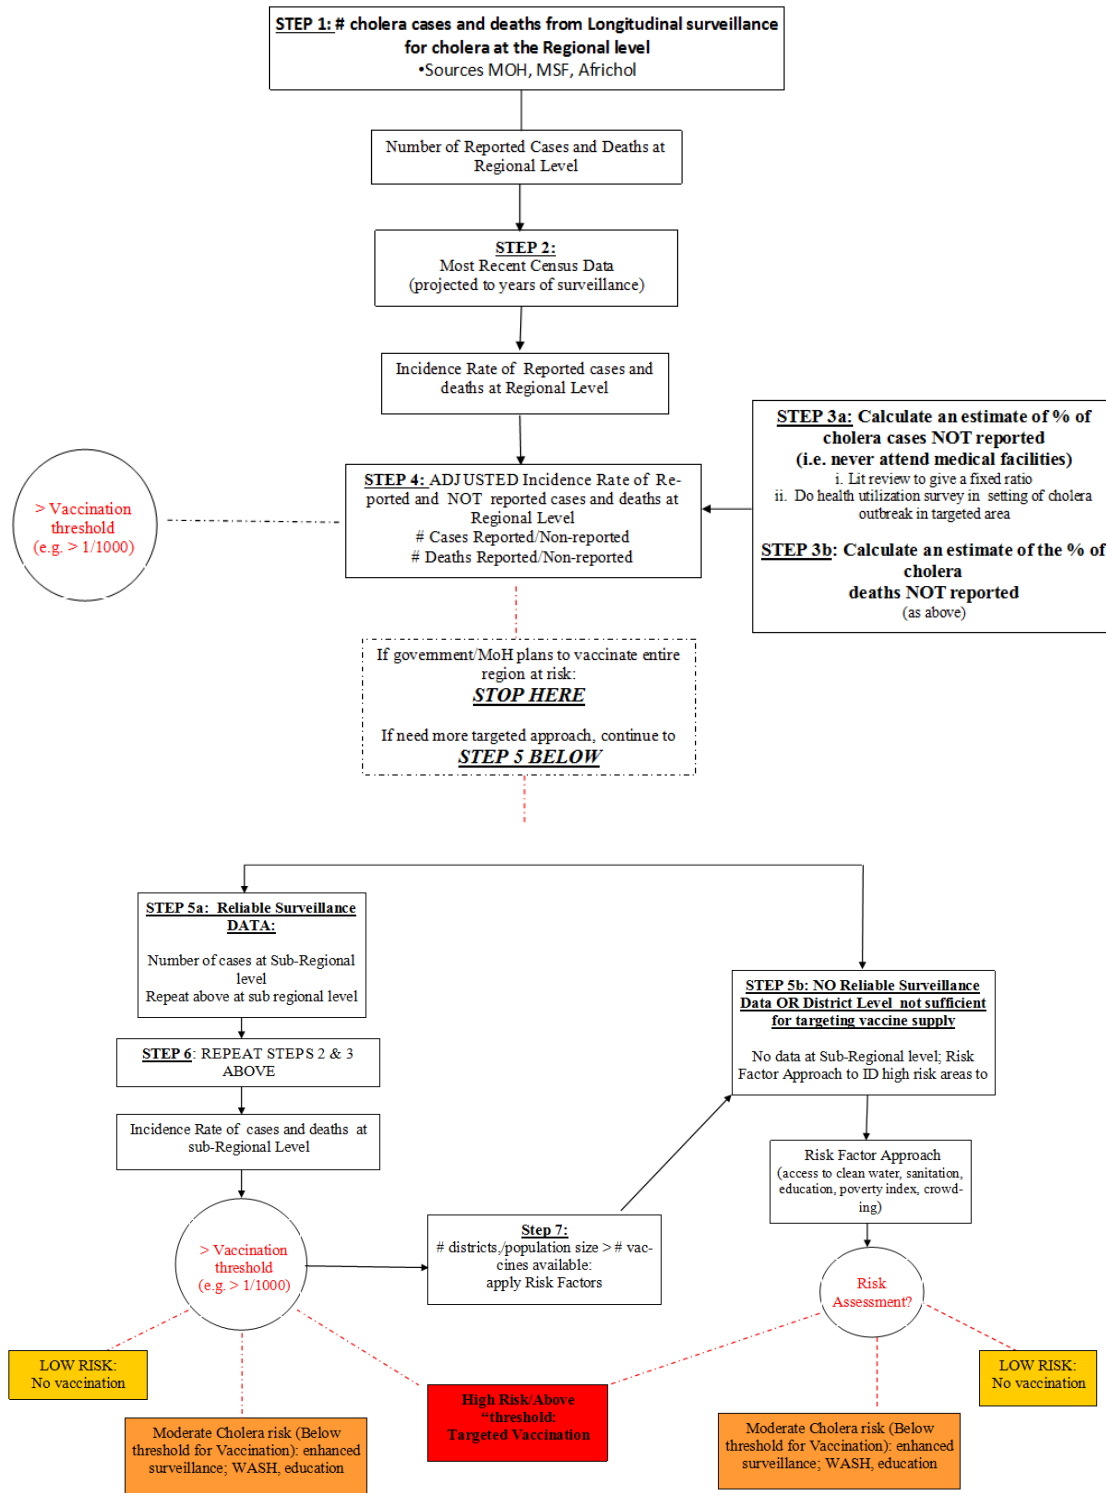 STEP 1: # cholera cases and deaths from Longitudinal surveillance
for cholera at the Regional level
•Sources MOH, MSF, Africhol
Number of Reported Cases and Deaths at
Regional Level
STEP 2:
Most Recent Census Data
(projected to years of surveillance)
Incidence Rate of Reported cases and
deaths at Regional Level
STEP 3a: Calculate an estimate of % of
cholera cases NOT reported
(i.e. never attend medical facilities)
i. Lit review to give a fixed ratio
ii. Do health utilization survey in setting of cholera
outbreak in targeted area
STEP 3b: Calculate an estimate of the % of
cholera
deaths NOT reported
(as above)
> Vaccination
threshold
(e.g. > 1/1000)
STEP 4: ADJUSTED Incidence Rate of Re-
ported and NOT reported cases and deaths at
Regional Level
# Cases Reported/Non-reported
# Deaths Reported/Non-reported
If government/MoH plans to vaccinate entire
region at risk:
STOP HERE
If need more targeted approach, continue to
STEP 5 BELOW
STEP 5a: Reliable Surveillance
DATA:
Number of cases at Sub-Regional
level
Repeat above at sub regional level
STEP 6: REPEAT STEPS 2 & 3
ABOVE
Incidence Rate of cases and deaths at
sub-Regional Level
> Vaccination
threshold
(e.g. > 1/1000)
Step 7:
# districts,/population size > # vac-
cines available:
apply Risk Factors
STEP 5b: NO Reliable Surveillance
Data OR District Level not sufficient
for targeting vaccine supply
No data at Sub-Regional level; Risk
Factor Approach to ID high risk areas to
Risk Factor Approach
(access to clean water, sanitation,
education, poverty index, crowd-
ing)
Risk
Assessment?
LOW RISK:
No vaccination
Moderate Cholera risk (Below
threshold for Vaccination): enhanced
surveillance; WASH, education
High Risk/Above
“threshold:
Targeted Vaccination
Moderate Cholera risk (Below
threshold for Vaccination): enhanced
surveillance; WASH, education
LOW RISK:
No vaccination